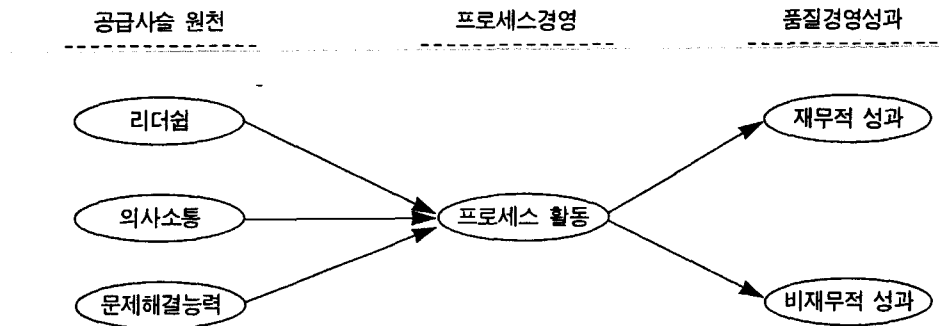 공급사슬 원천 프로세스경영 품질경영성과
리더쉽 재무적 성과
의사소통 프로세스 활동
문제해결능력 비재무적 성과